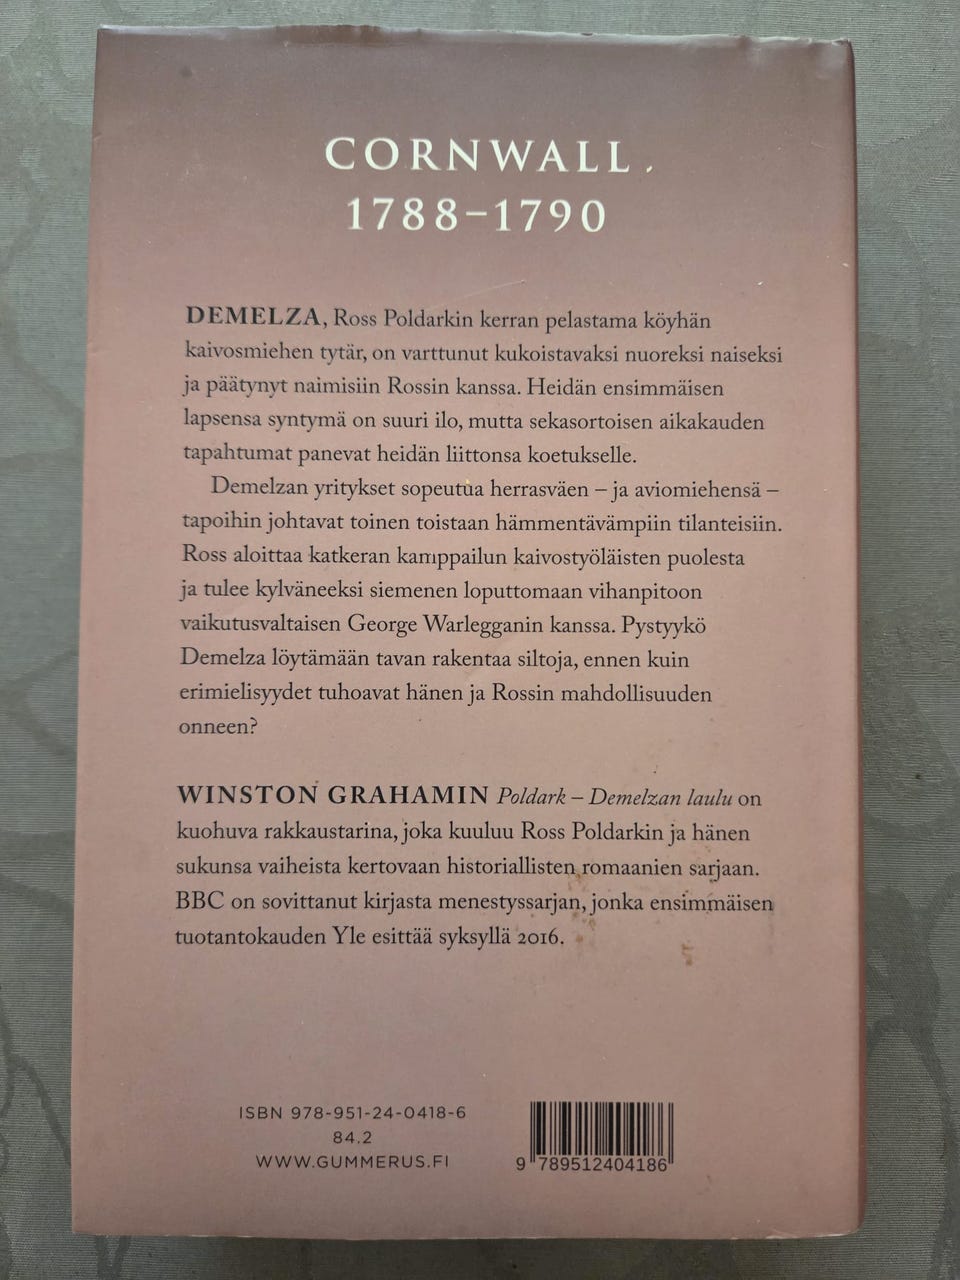 CORNWALL
1788–1790
DEMELZA, Ross Poldarkin kerran pelastama köyhän
kaivosmiehen tytär, on varttunut kukoistavaksi nuoreksi naiseksi
ja päätynyt naimisiin Rossin kanssa. Heidän ensimmäisen
lapsensa syntymä on suuri ilo, mutta sekasortoisen aikakauden
tapahtumat panevat heidän liittonsa koetukselle.
Demelzan yritykset sopeutua herrasväen – ja aviomiehensä –
tapoihin johtavat toinen toistaan hämmentävämpiin tilanteisiin.
Ross aloittaa katkeran kamppailun kaivostyöläisten puolesta
ja tulee kylväneeksi siemenen loputtomaan vihanpitoon
vaikutusvaltaisen George Warlegganin kanssa. Pystyykö
Demelza löytämään tavan rakentaa siltoja, ennen kuin
erimielisyydet tuhoavat hänen ja Rossin mahdollisuuden
onneen?
WINSTON GRAHAMIN Poldark – Demelzan laulu on
kuohuva rakkaustarina, joka kuuluu Ross Poldarkin ja hänen
sukunsa vaiheista kertovaan historiallisten romaanien sarjaan.
BBC on sovittanut kirjasta menestyssarjan, jonka ensimmäisen
tuotantokauden Yle esittää syksyllä 2016.
ISBN 978-951-24-0418-6
84.2
WWW.GUMMERUS.FI
9 789512404186